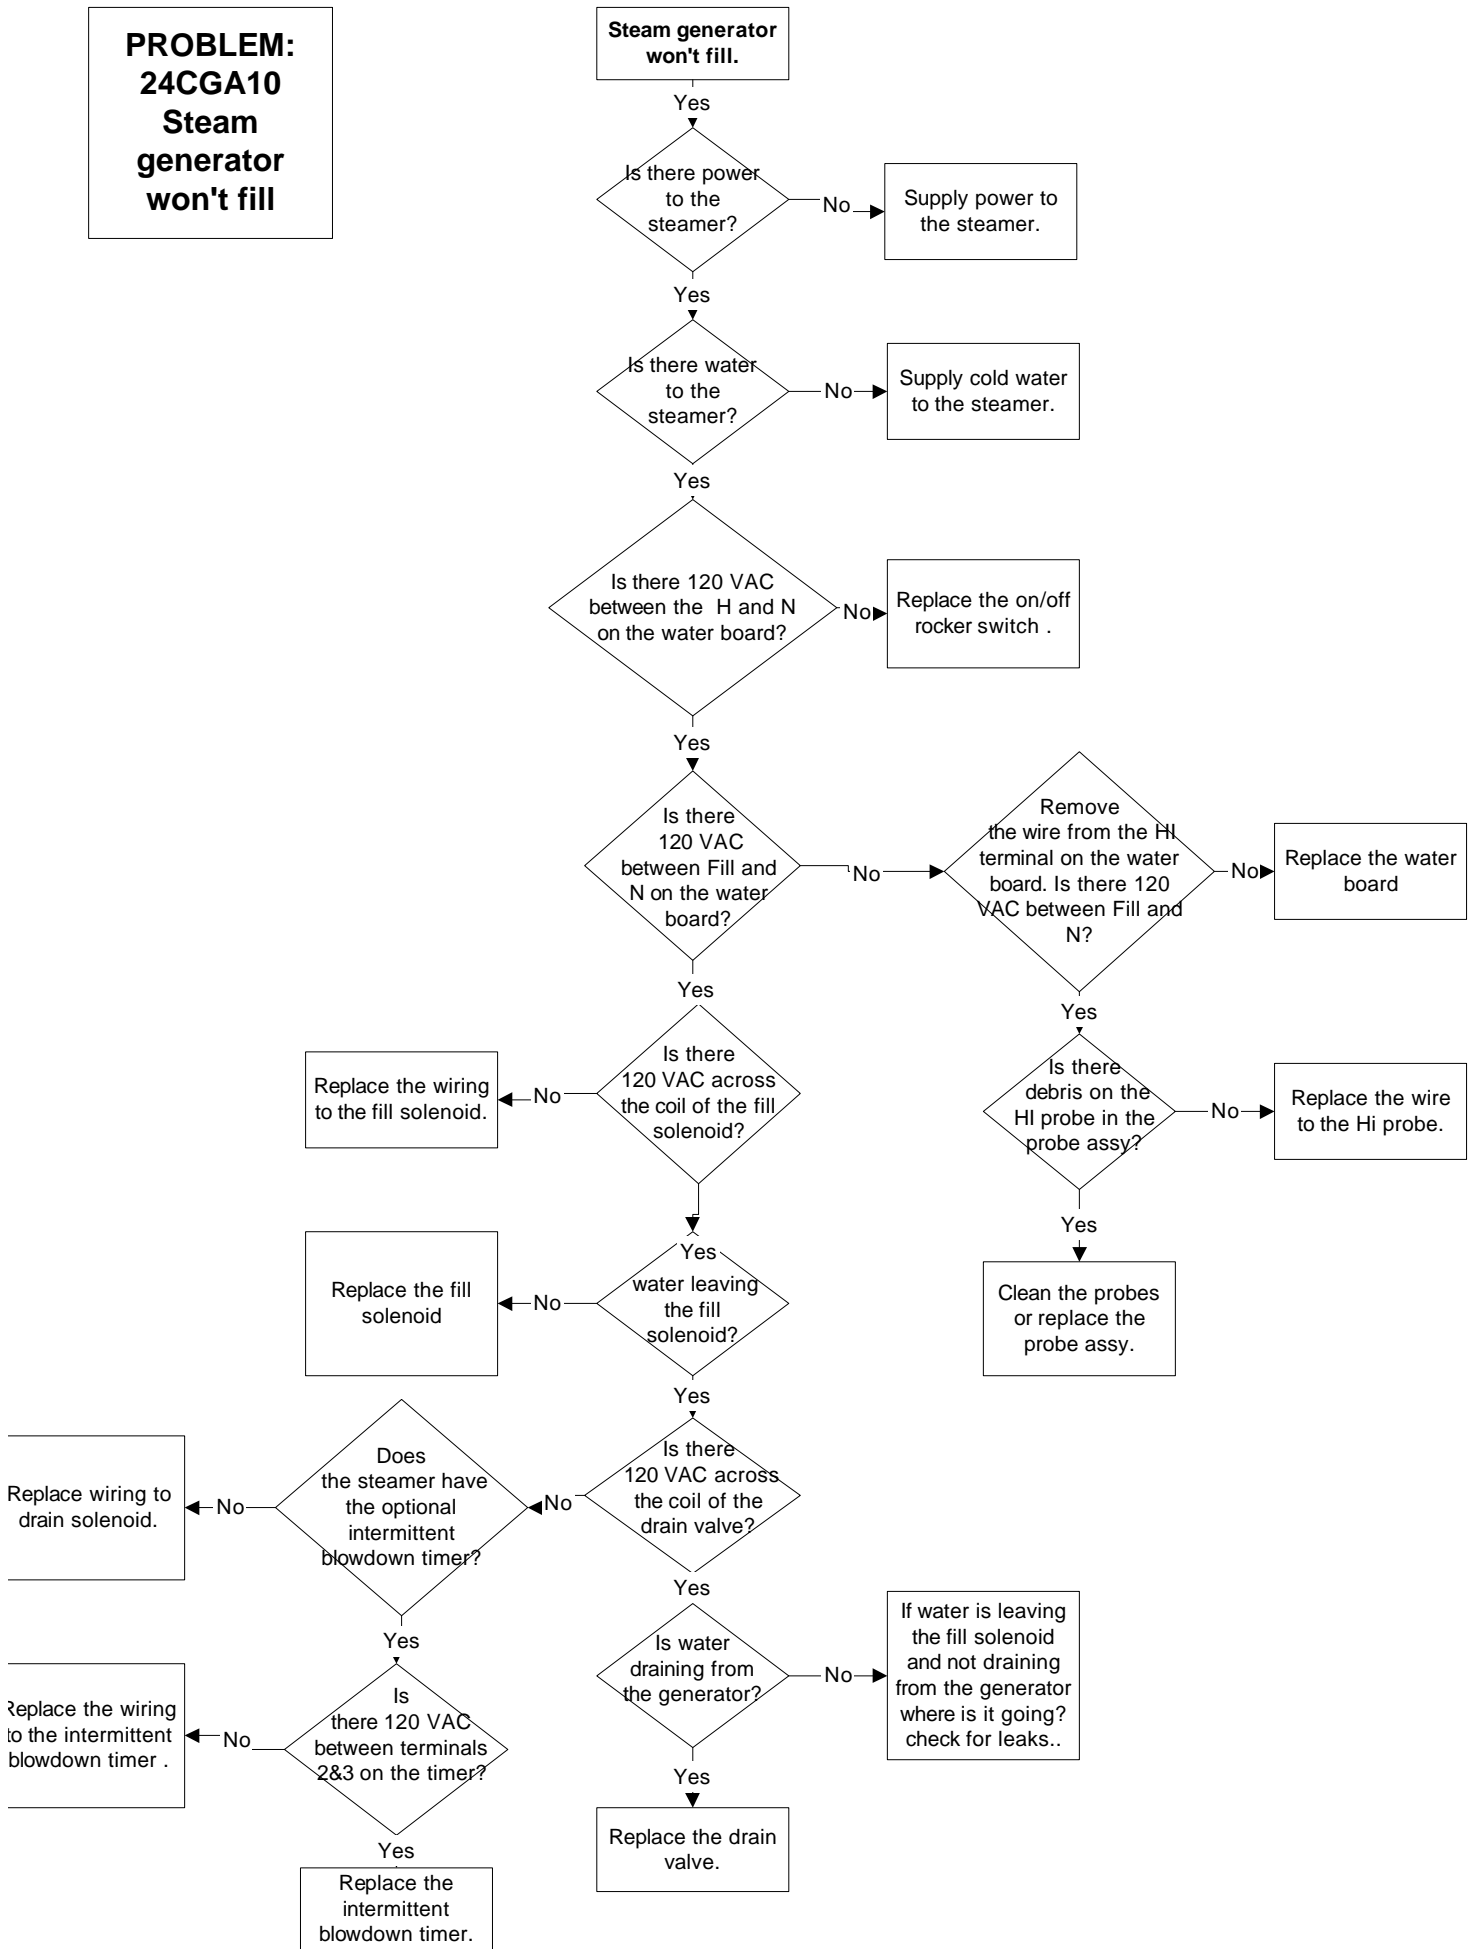 PROBLEM:
24CGA10
Steam
generator
won't fill
Steam generator
won't fill.
Yes
Is there power
to the
steamer?
No
Supply power to
the steamer.
Yes
Is there water
to the
steamer?
No
Supply cold water
to the steamer.
Yes
Is there 120 VAC
between the H and N
on the water board?
No
Replace the on/off
rocker switch .
Yes
Is there
120 VAC
between Fill and
N on the water
board?
No
Remove
the wire from the HI
terminal on the water
board. Is there 120
VAC between Fill and
N?
No
Replace the water
board
Yes
Is there
debris on the
HI probe in the
probe assy?
No
Replace the wire
to the Hi probe.
Yes
Clean the probes
or replace the
probe assy.
Yes
Is there
120 VAC across
the coil of the fill
solenoid?
No
Replace the wiring
to the fill solenoid.
Yes
water leaving
the fill
solenoid?
No
Replace the fill
solenoid
Yes
Is there
120 VAC across
the coil of the
drain valve?
No
Does
the steamer have
the optional
intermittent
blowdown timer?
No
Replace wiring to
drain solenoid.
Yes
Is
there 120 VAC
between terminals
2&3 on the timer?
No
Replace the wiring
to the intermittent
blowdown timer .
Yes
Replace the
intermittent
blowdown timer.
Yes
Is water
draining from
the generator?
No
If water is leaving
the fill solenoid
and not draining
from the generator
where is it going?
check for leaks..
Yes
Replace the drain
valve.